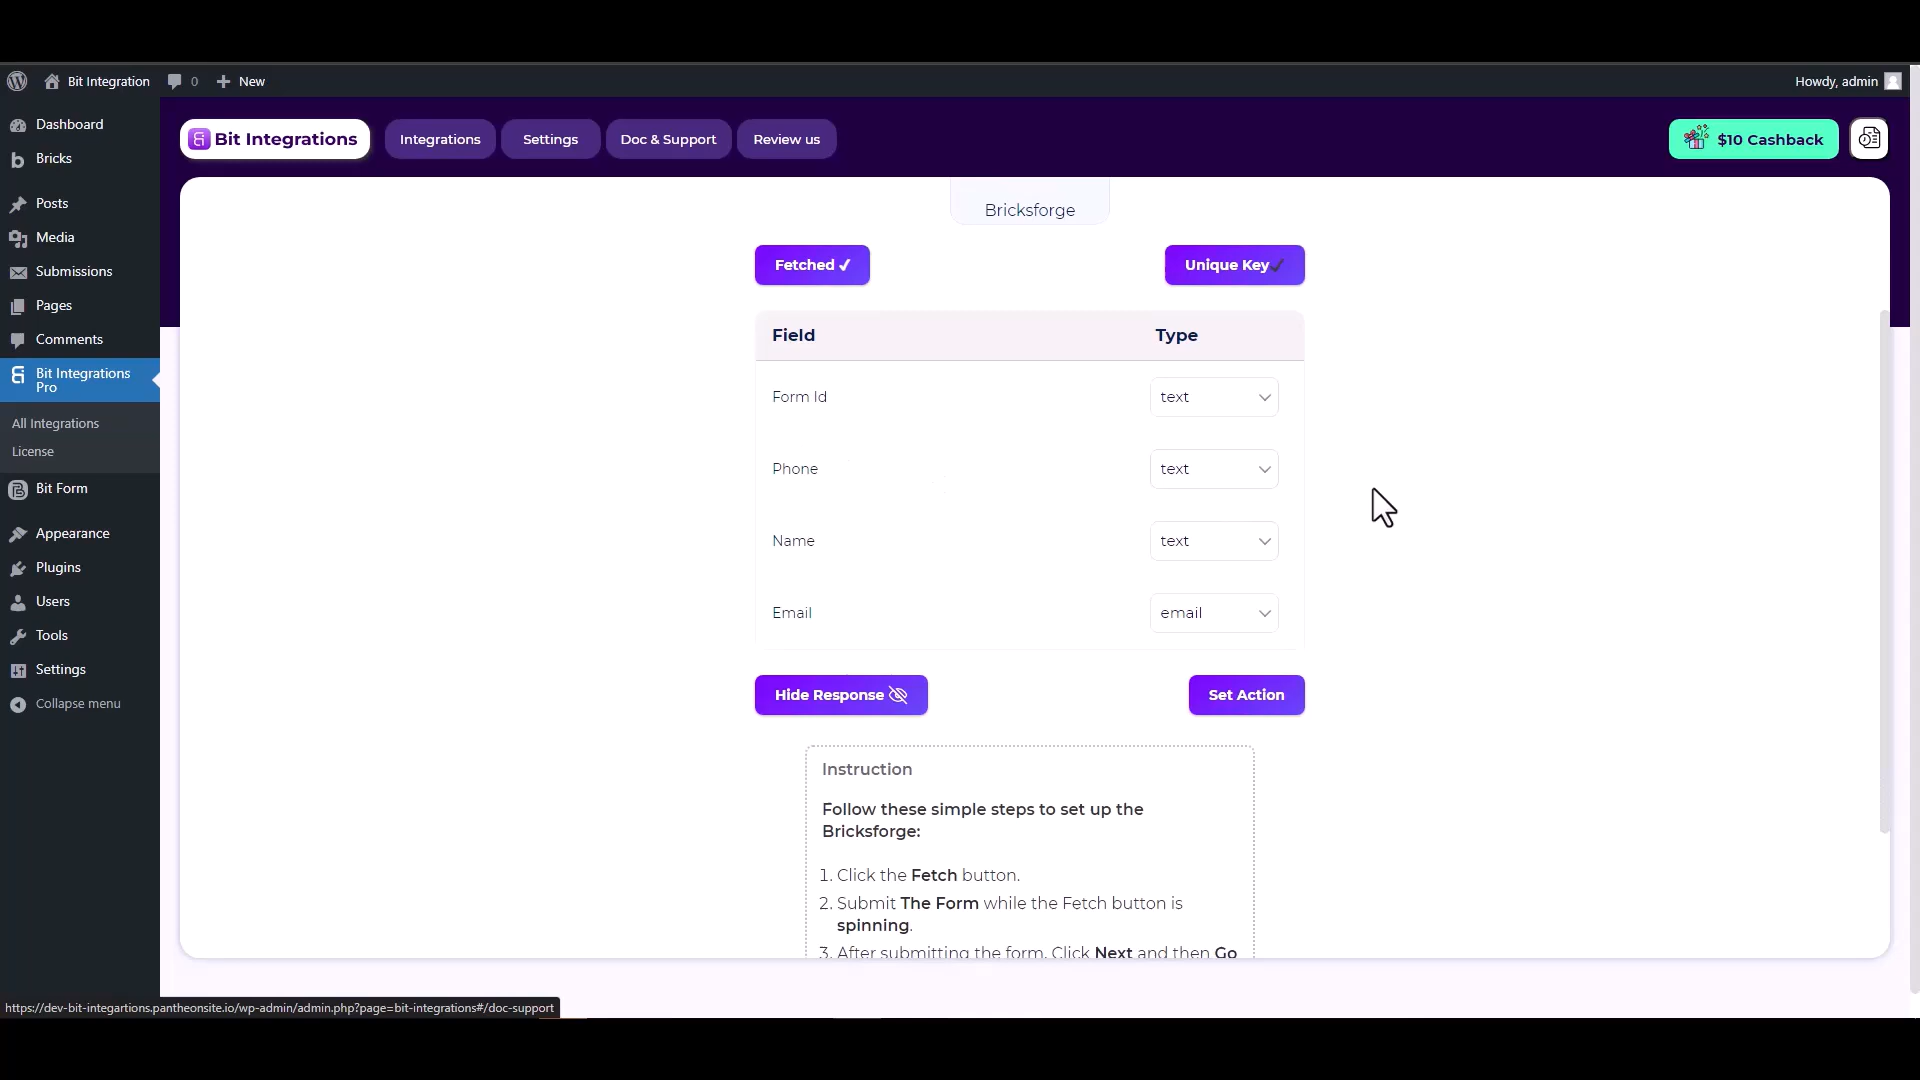 Bit Integration
0
New
Howdy, admin
Dashboard
Bricks
Posts
Media
Submissions
Pages
Comments
Bit Integrations
Pro
All Integrations
License
Bit Form
Appearance
Plugins
Users
Tools
Settings
Collapse menu
Bit Integrations
Integrations
Settings
Doc & Support
Review us
$10 Cashback
Bricksforge
Fetched ✓
Unique Key ✓
Field
Type
Form Id
text
Phone
text
Name
text
Email
email
Hide Response
Set Action
Instruction
Follow these simple steps to set up the
Bricksforge:
1. Click the Fetch button.
2. Submit The Form while the Fetch button is
spinning.
3. After submitting the form, Click Next and then Go
https://dev-bit-integartions.pantheonsite.io/wp-admin/admin.php?page=bit-integrations#/doc-support